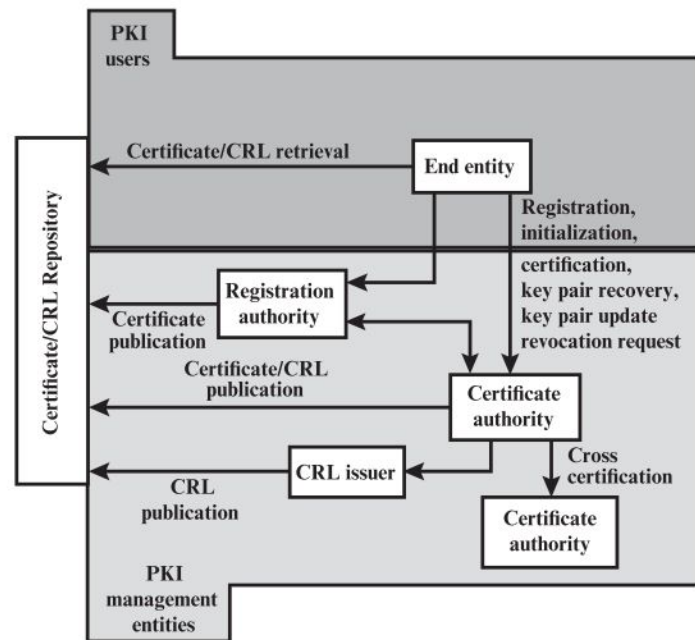 PKI
users
Certificate/CRL retrieval
End entity
Registration,
initialization,
certification,
key pair recovery,
key pair update
revocation request
Certificate/CRL Repository
Registration
authority
Certificate
publication
Certificate/CRL
publication
Certificate
authority
CRL issuer
CRL
publication
Cross
certification
Certificate
authority
PKI
management
entities